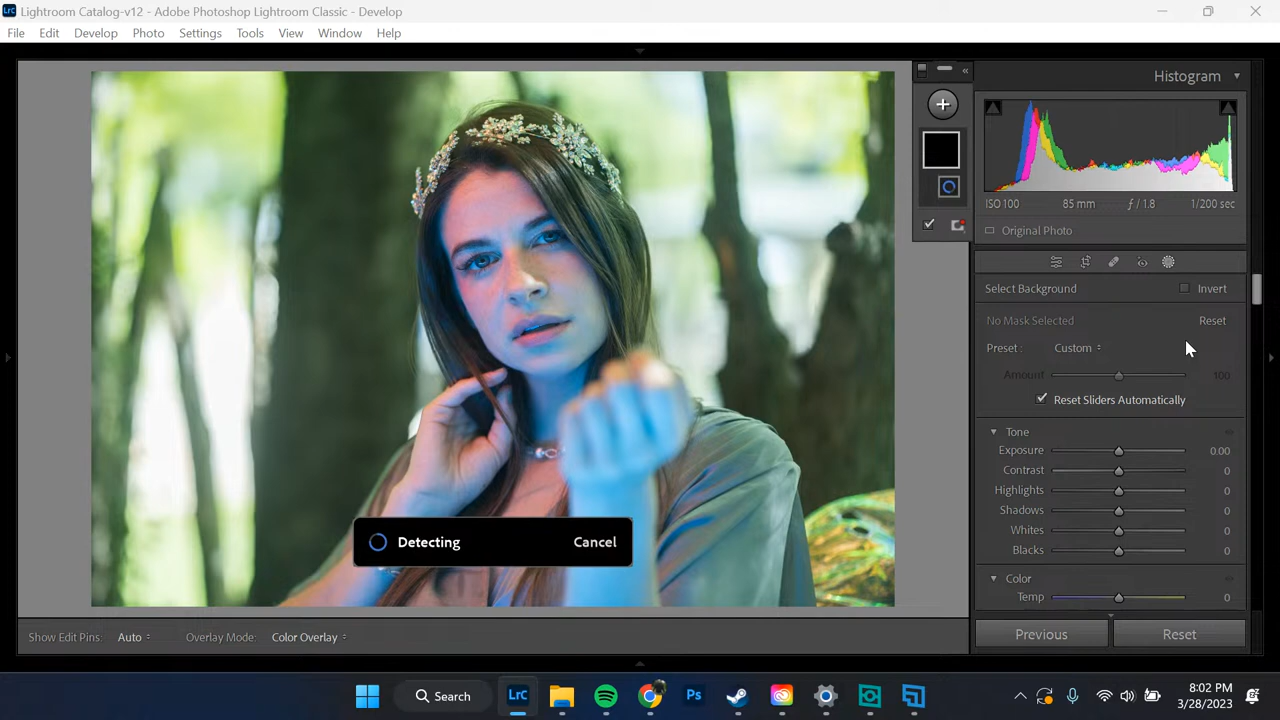 LrC Lightroom Catalog-v12 - Adobe Photoshop Lightroom Classic - Develop
File Edit Develop Photo Settings Tools View Window Help
Histogram
ISO 100 85 mm ƒ / 1.8 1/200 sec
Original Photo
Select Background Invert
No Mask Selected Reset
Preset : Custom
Amount 100
Reset Sliders Automatically
Tone
Exposure 0.00
Contrast 0
Highlights 0
Shadows 0
Whites 0
Blacks 0
Color
Temp 0
Detecting Cancel
Show Edit Pins: Auto Overlay Mode: Color Overlay
Previous Reset
Search LrC Ps
8:02 PM
3/28/2023